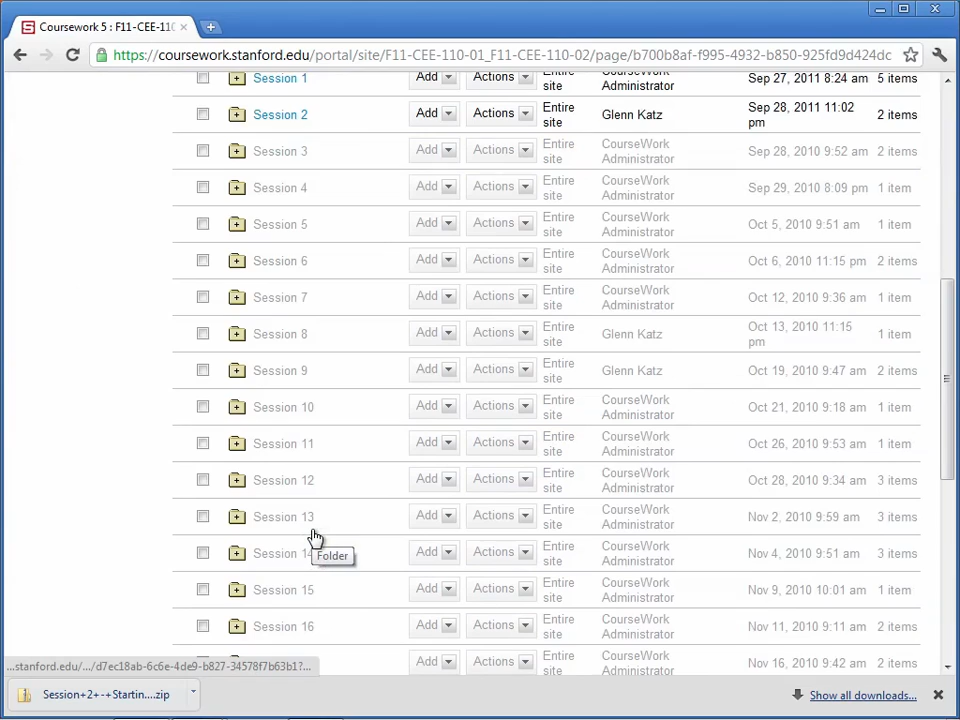 Coursework 5 : F11-CEE-110
https://coursework.stanford.edu/portal/site/F11-CEE-110-01_F11-CEE-110-02/page/b700b8af-f995-4932-b850-925fd9d424dc
Session 1 Add Actions Entire site CourseWork Administrator Sep 27, 2011 8:24 am 5 items
Session 2 Add Actions Entire site Glenn Katz Sep 28, 2011 11:02 pm 2 items
Session 3 Add Actions Entire site CourseWork Administrator Sep 28, 2010 9:52 am 2 items
Session 4 Add Actions Entire site CourseWork Administrator Sep 29, 2010 8:09 pm 1 item
Session 5 Add Actions Entire site CourseWork Administrator Oct 5, 2010 9:51 am 1 item
Session 6 Add Actions Entire site CourseWork Administrator Oct 6, 2010 11:15 pm 2 items
Session 7 Add Actions Entire site CourseWork Administrator Oct 12, 2010 9:36 am 1 item
Session 8 Add Actions Entire site Glenn Katz Oct 13, 2010 11:15 pm 1 item
Session 9 Add Actions Entire site Glenn Katz Oct 19, 2010 9:47 am 2 items
Session 10 Add Actions Entire site CourseWork Administrator Oct 21, 2010 9:18 am 1 item
Session 11 Add Actions Entire site CourseWork Administrator Oct 26, 2010 9:53 am 1 item
Session 12 Add Actions Entire site CourseWork Administrator Oct 28, 2010 9:34 am 3 items
Session 13 Add Actions Entire site CourseWork Administrator Nov 2, 2010 9:59 am 3 items
Folder
Session 14 Add Actions Entire site CourseWork Administrator Nov 4, 2010 9:51 am 3 items
Session 15 Add Actions Entire site CourseWork Administrator Nov 9, 2010 10:01 am 1 item
Session 16 Add Actions Entire site CourseWork Administrator Nov 11, 2010 9:11 am 2 items
Add Actions Entire CourseWork Nov 16, 2010 9:42 am 2 items
...stanford.edu/.../d7ec18ab-6c6e-4de9-b827-34578f7b63b1?...
Session+2+-+Startin....zip Show all downloads...